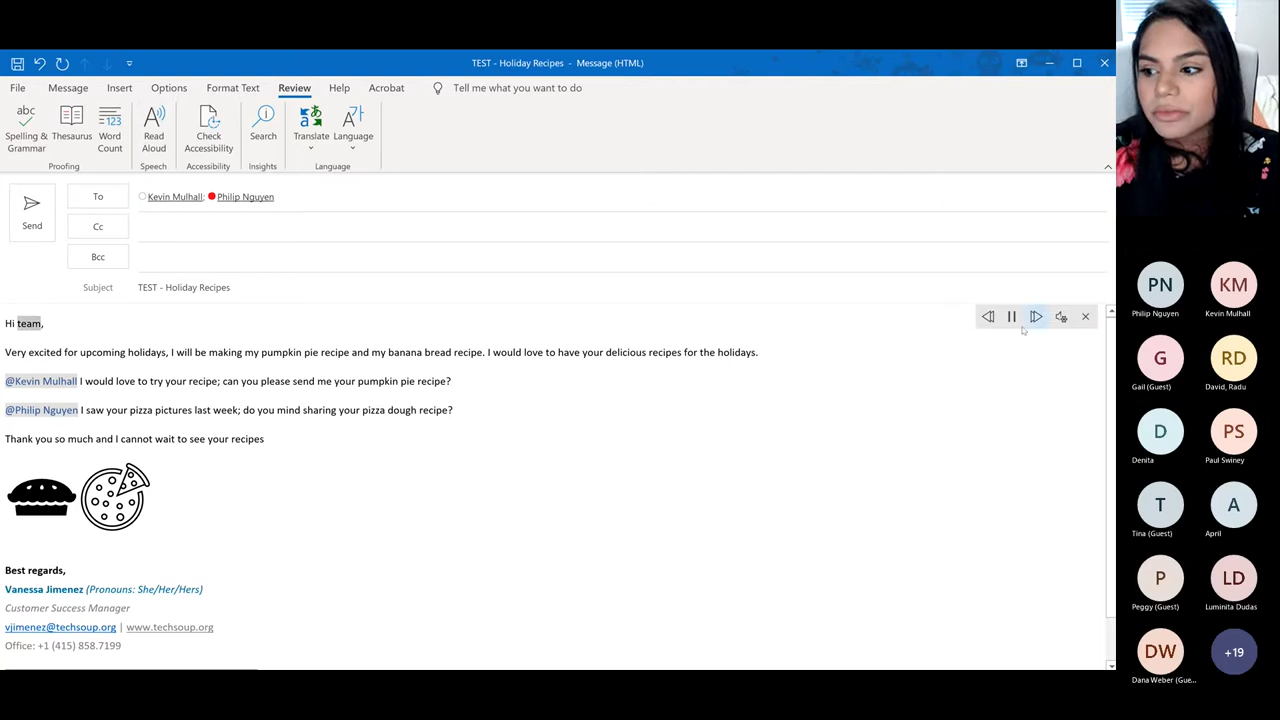 TEST - Holiday Recipes - Message (HTML)
File Message Insert Options Format Text Review Help Acrobat Tell me what you want to do
abc
Spelling & Grammar
Thesaurus
123
Word Count
Read Aloud
Check Accessibility
Search
Translate
Language
Proofing Speech Accessibility Insights Language
Send
To Kevin Mulhall; Philip Nguyen
Cc
Bcc
Subject TEST - Holiday Recipes
Hi team,
Very excited for upcoming holidays, I will be making my pumpkin pie recipe and my banana bread recipe. I would love to have your delicious recipes for the holidays.
@Kevin Mulhall I would love to try your recipe; can you please send me your pumpkin pie recipe?
@Philip Nguyen I saw your pizza pictures last week; do you mind sharing your pizza dough recipe?
Thank you so much and I cannot wait to see your recipes
Best regards,
Vanessa Jimenez (Pronouns: She/Her/Hers)
Customer Success Manager
vjimenez@techsoup.org | www.techsoup.org
Office: +1 (415) 858.7199
PN KM
Philip Nguyen Kevin Mulhall
G RD
Gail (Guest) David, Radu
D PS
Denita Paul Swiney
T A
Tina (Guest) April
P LD
Peggy (Guest) Luminita Dudas
DW +19
Dana Weber (Gue...